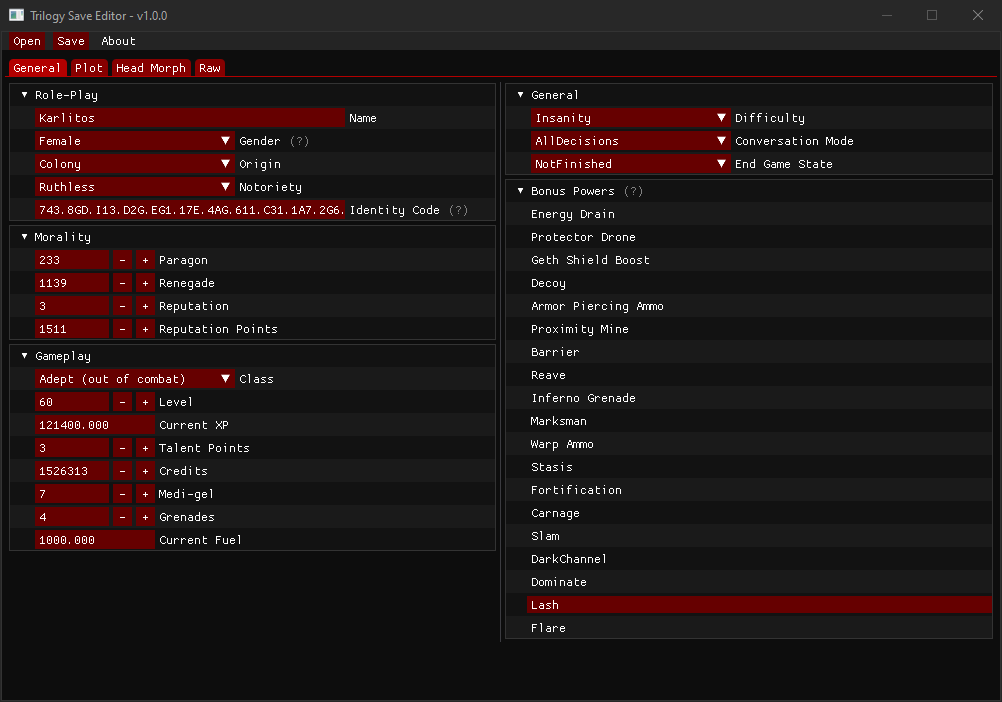 Trilogy Save Editor - v1.0.0
Open Save About
General Plot Head Morph Raw
Role-Play
Karlitos Name
Female Gender (?)
Colony Origin
Ruthless Notoriety
743.8GD.I13.D2G.EG1.17E.4AG.611.C31.1A7.2G6. Identity Code (?)
Morality
233 - + Paragon
1139 - + Renegade
3 - + Reputation
1511 - + Reputation Points
Gameplay
Adept (out of combat) Class
60 - + Level
121400.000 Current XP
3 - + Talent Points
1526313 - + Credits
7 - + Medi-gel
4 - + Grenades
1000.000 Current Fuel
General
Insanity Difficulty
AllDecisions Conversation Mode
NotFinished End Game State
Bonus Powers (?)
Energy Drain
Protector Drone
Geth Shield Boost
Decoy
Armor Piercing Ammo
Proximity Mine
Barrier
Reave
Inferno Grenade
Marksman
Warp Ammo
Stasis
Fortification
Carnage
Slam
DarkChannel
Dominate
Lash
Flare